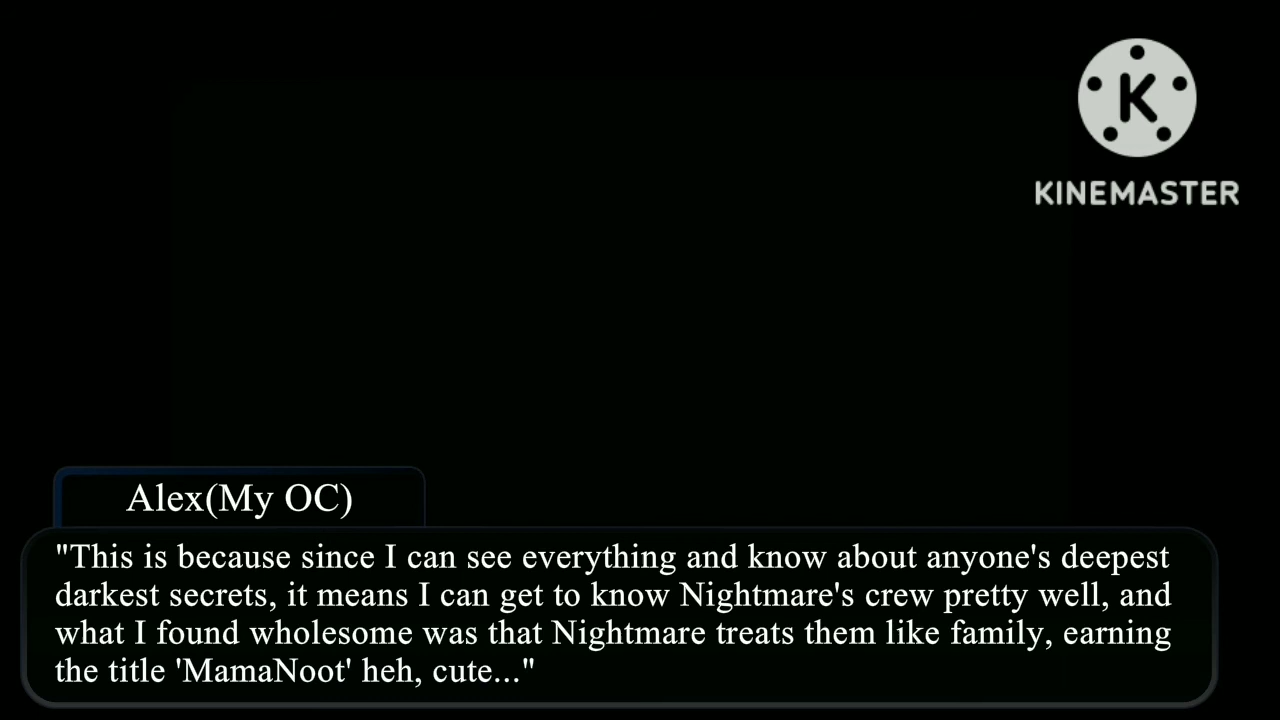 K
KINEMASTER
Alex(My OC)
"This is because since I can see everything and know about anyone's deepest
darkest secrets, it means I can get to know Nightmare's crew pretty well, and
what I found wholesome was that Nightmare treats them like family, earning
the title 'MamaNoot' heh, cute..."